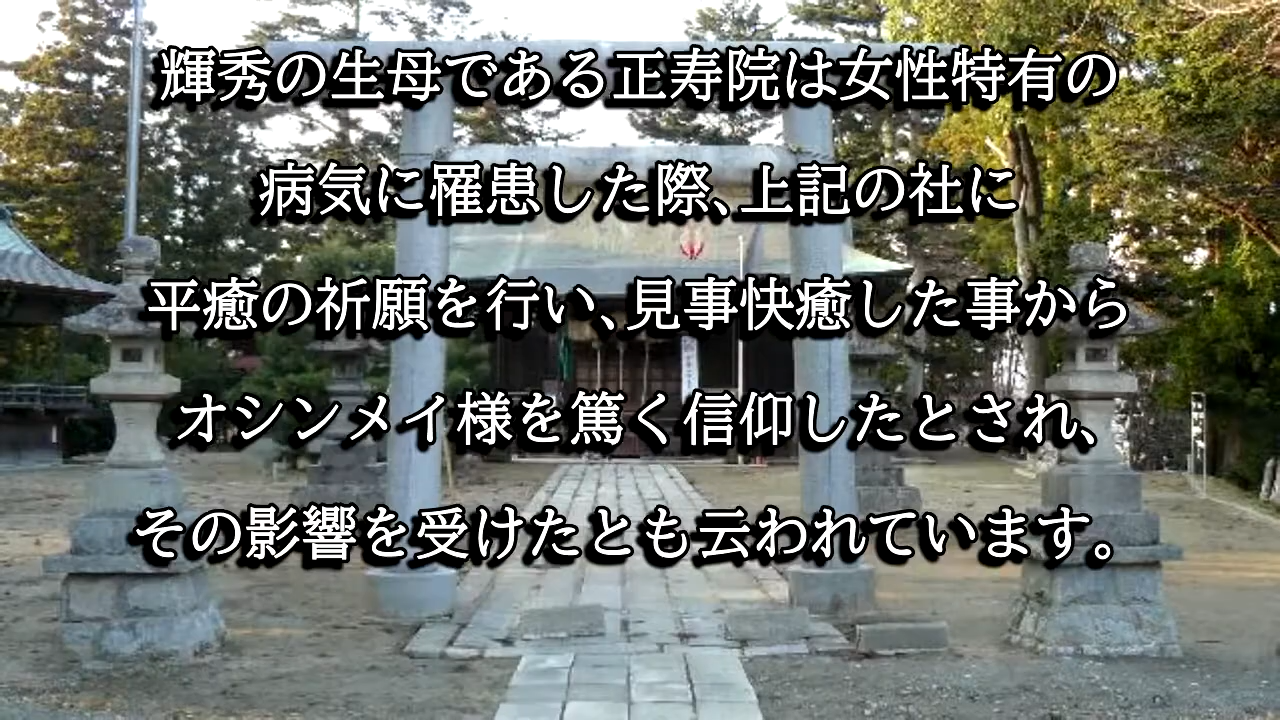 輝秀の生母である正寿院は女性特有の
病気に罹患した際、上記の社に
平癒の祈願を行い、見事快癒した事から
オシンメイ様を篤く信仰したとされ、
その影響を受けたとも云われています。